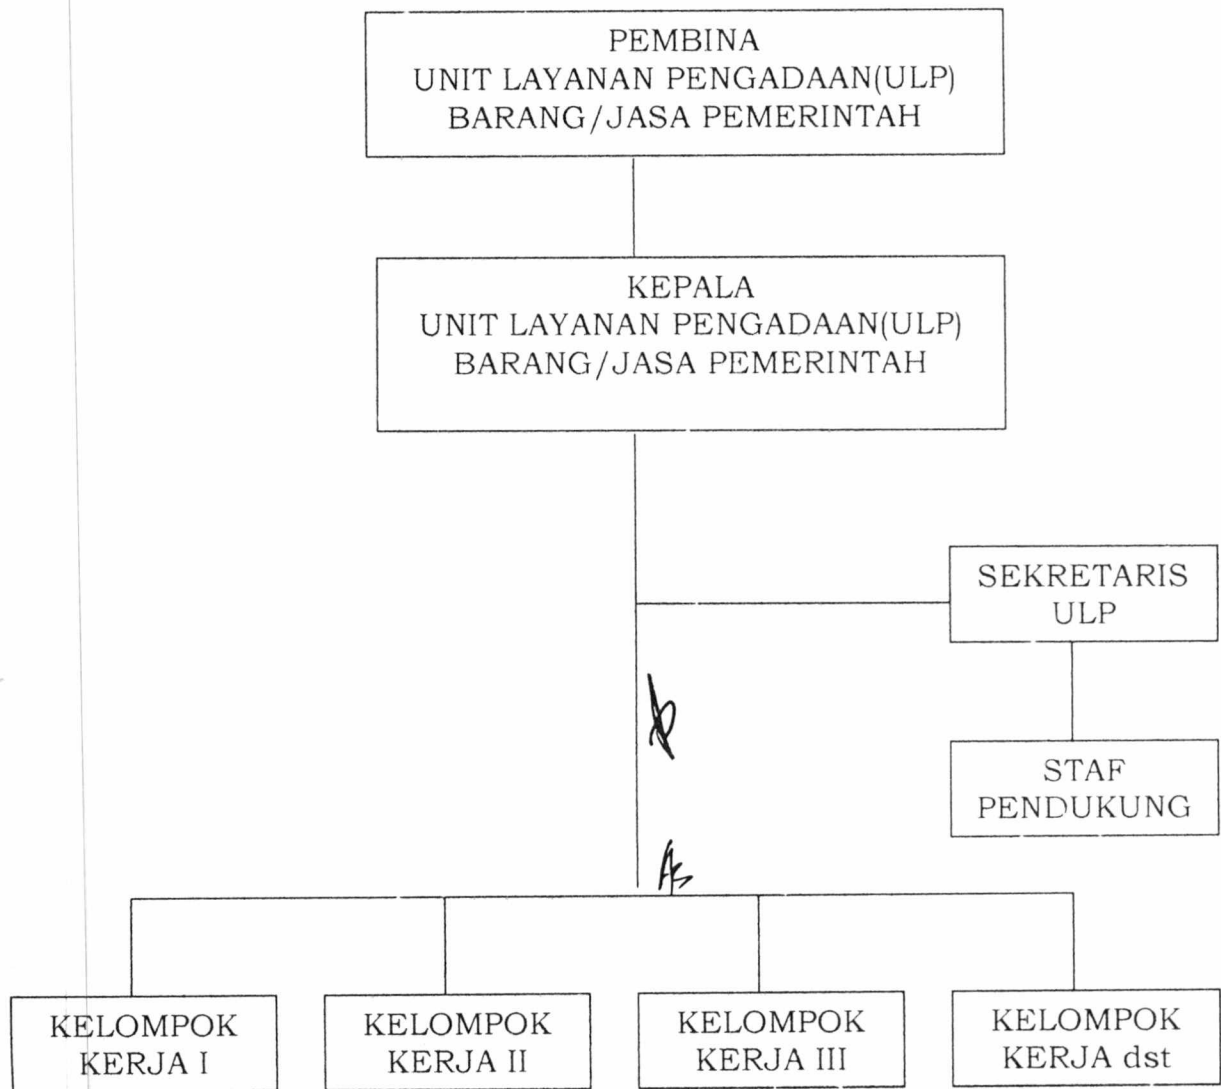 PEMBINA
UNIT LAYANAN PENGADAAN(ULP)
BARANG/JASA PEMERINTAH
KEPALA
UNIT LAYANAN PENGADAAN(ULP)
BARANG/JASA PEMERINTAH
SEKRETARIS
ULP
STAF
PENDUKUNG
KELOMPOK
KERJA I
KELOMPOK
KERJA II
KELOMPOK
KERJA III
KELOMPOK
KERJA dst